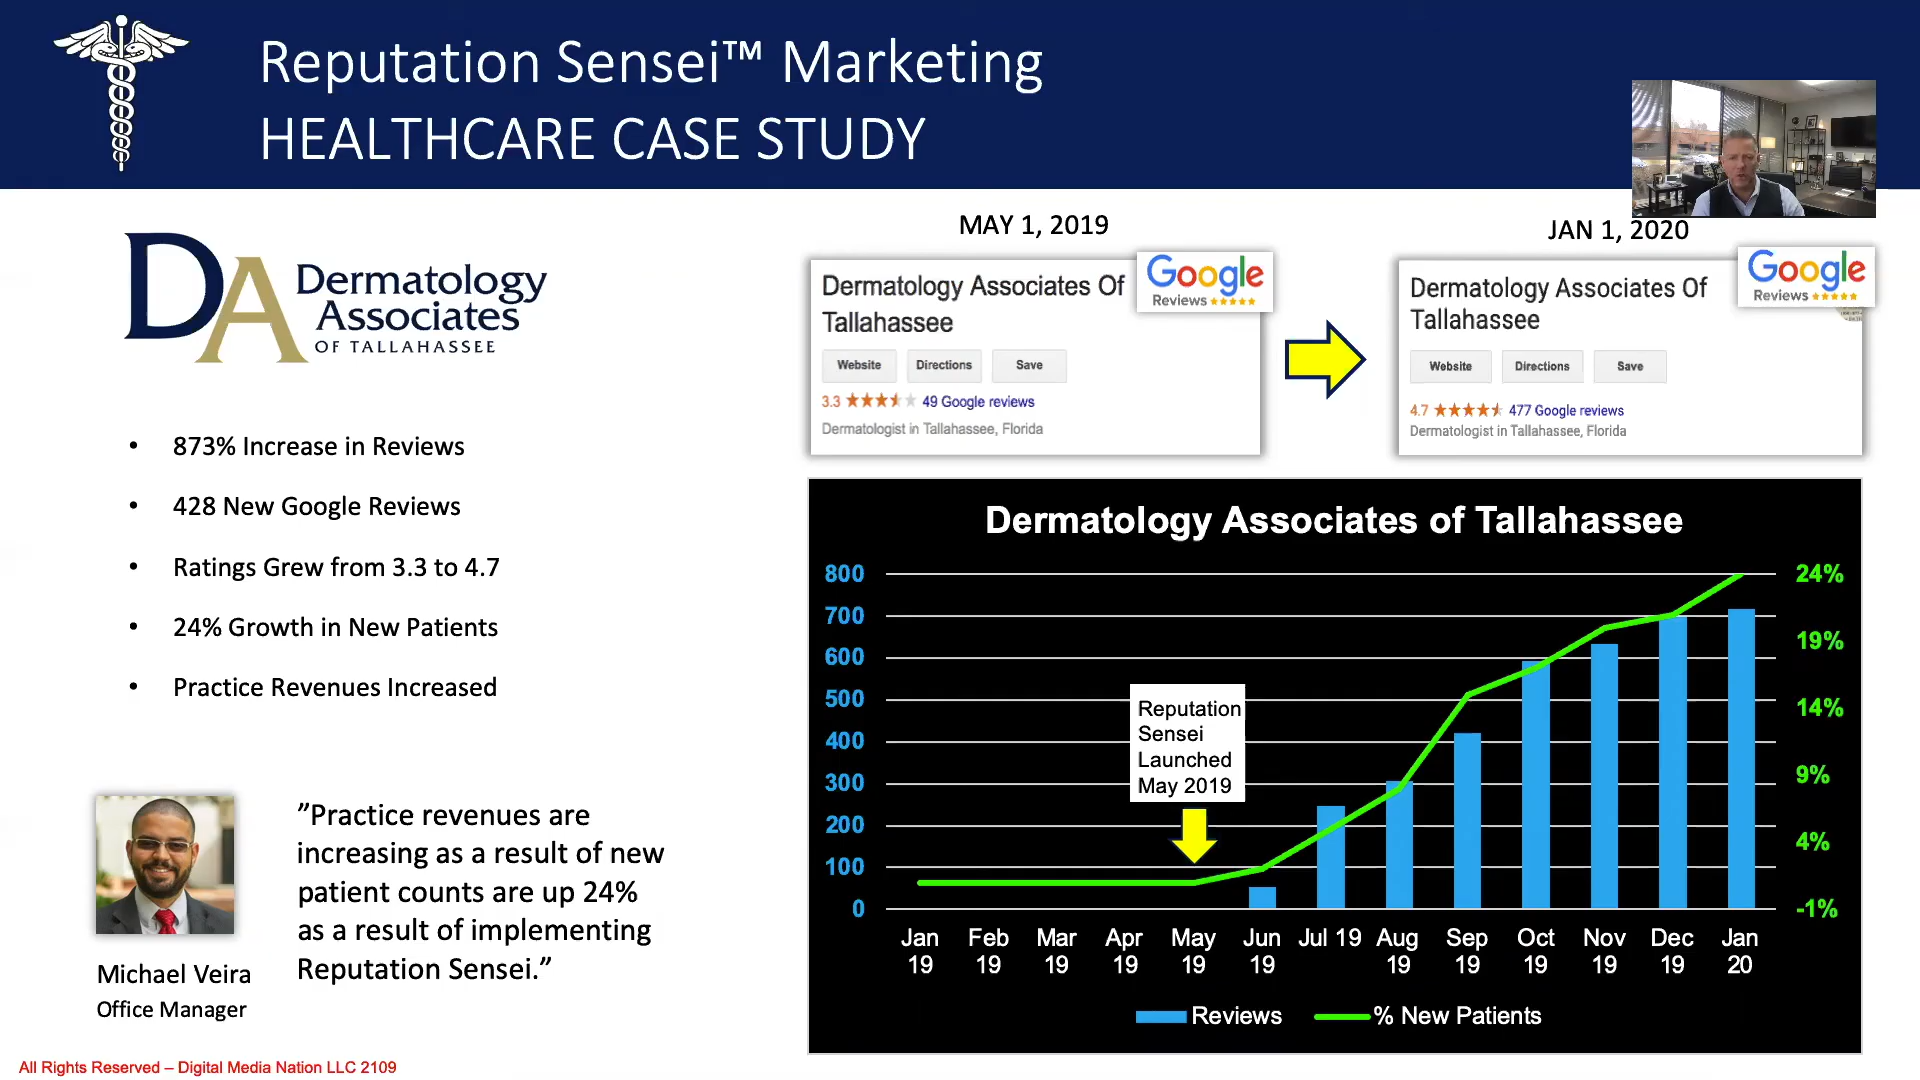 Reputation Sensei™ Marketing
HEALTHCARE CASE STUDY
DA Dermatology
Associates
OF TALLAHASSEE
• 873% Increase in Reviews
• 428 New Google Reviews
• Ratings Grew from 3.3 to 4.7
• 24% Growth in New Patients
• Practice Revenues Increased
Michael Veira
Office Manager
”Practice revenues are
increasing as a result of new
patient counts are up 24%
as a result of implementing
Reputation Sensei.”
All Rights Reserved – Digital Media Nation LLC 2109
MAY 1, 2019
Dermatology Associates Of
Tallahassee
Google
Reviews
Website Directions Save
3.3 49 Google reviews
Dermatologist in Tallahassee, Florida
JAN 1, 2020
Dermatology Associates Of
Tallahassee
Google
Reviews
Website Directions Save
4.7 477 Google reviews
Dermatologist in Tallahassee, Florida
Dermatology Associates of Tallahassee
800 24%
700
600 19%
500
400 14%
300
200 9%
100 4%
0 -1%
Reputation
Sensei
Launched
May 2019
Jan Feb Mar Apr May Jun Jul 19 Aug Sep Oct Nov Dec Jan
19 19 19 19 19 19 19 19 19 19 19 20
Reviews % New Patients